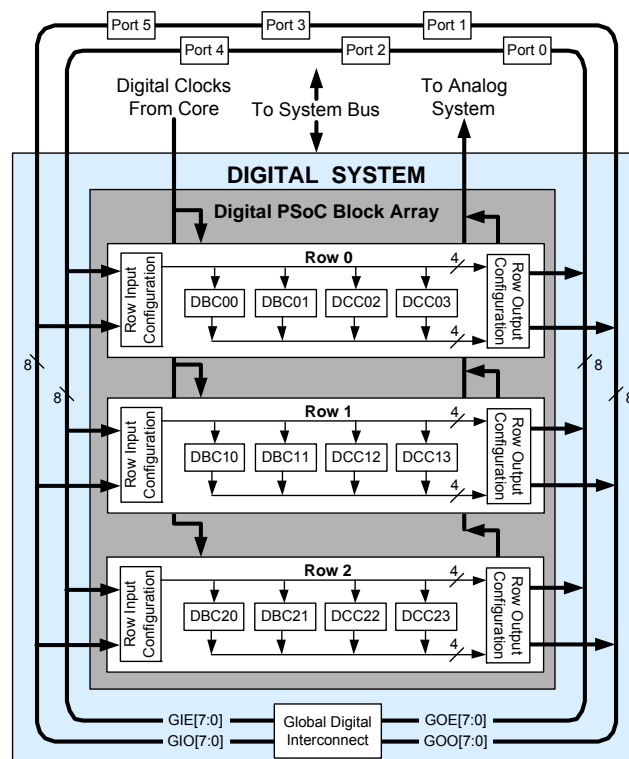 Port 5
Port 3
Port 1
Port 4
Port 2
Port 0
Digital Clocks
From Core
To System Bus
To Analog
System
DIGITAL SYSTEM
Digital PSoC Block Array
Row 0
4
Row Input
Configuration
DBC00
DBC01
DCC02
DCC03
4
Row Output
Configuration
8
8
8
8
Row 1
4
Row Input
Configuration
DBC10
DBC11
DCC12
DCC13
4
Row Output
Configuration
Row 2
4
Row Input
Configuration
DBC20
DBC21
DCC22
DCC23
4
Row Output
Configuration
GIE[7:0]
GIO[7:0]
Global Digital
Interconnect
GOE[7:0]
GOO[7:0]